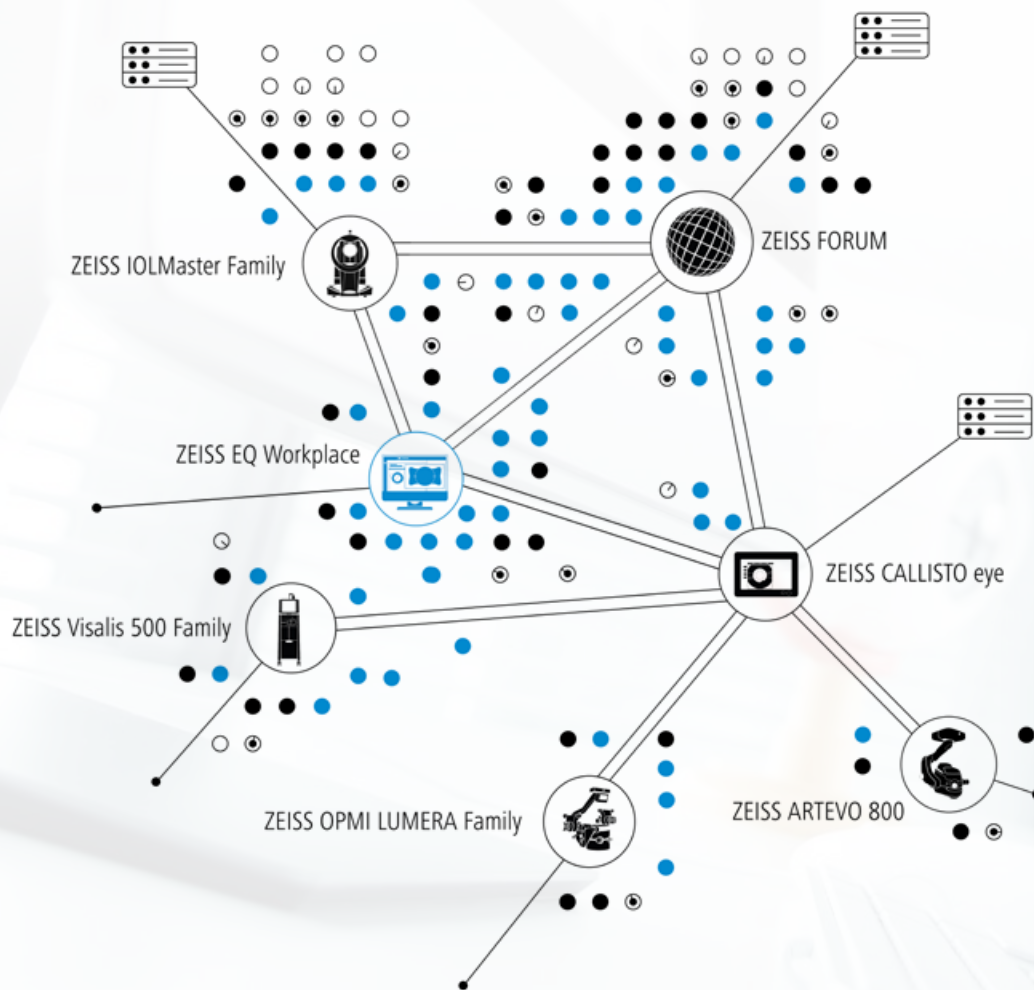 ZEISS FORUM
ZEISS IOLMaster Family
ZEISS EQ Workplace
ZEISS CALLISTO eye
ZEISS Visalis 500 Family
ZEISS ARTEVO 800
ZEISS OPMI LUMERA Family